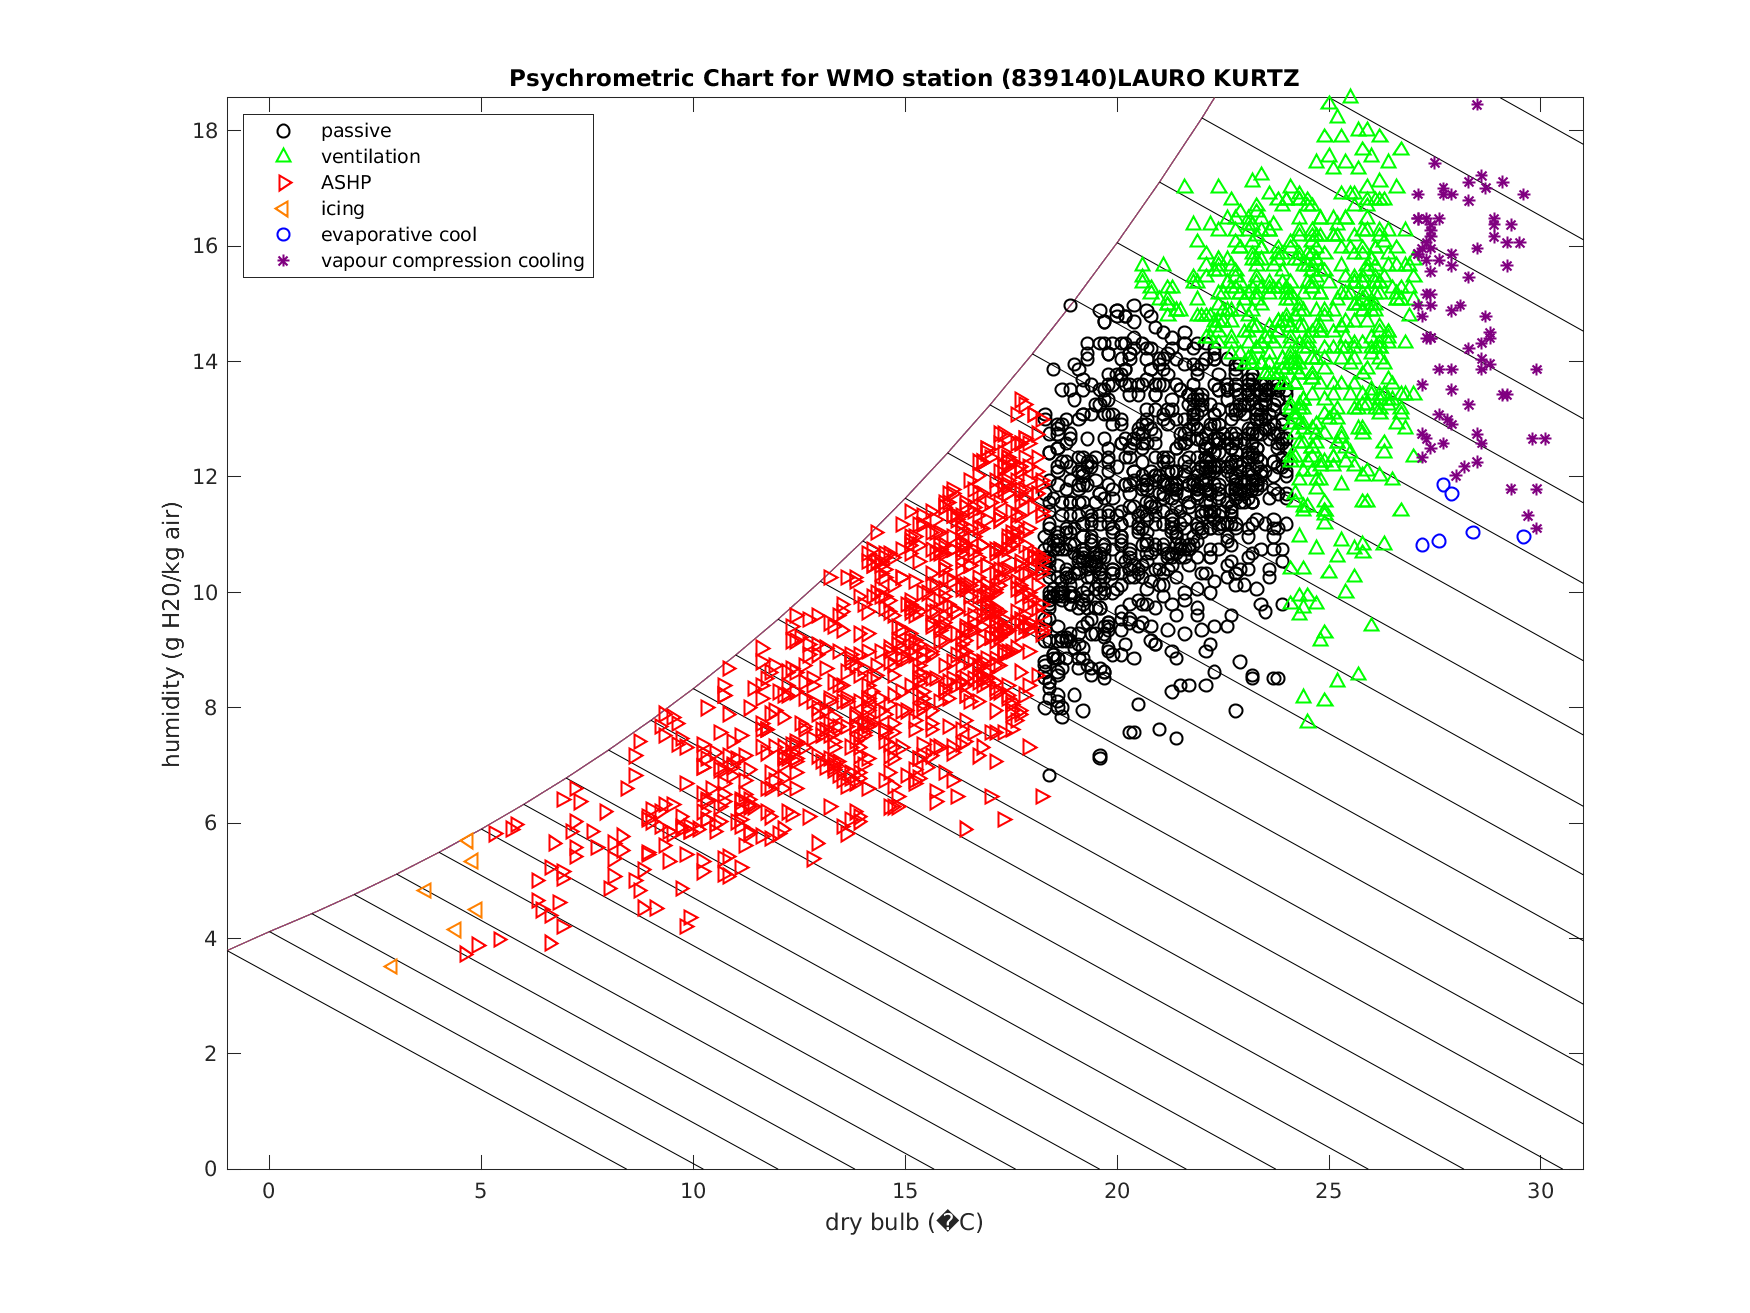 Psychrometric Chart for WMO station (839140)LAURO KURTZ
passive
ventilation
ASHP
icing
evaporative cool
vapour compression cooling
humidity (g H20/kg air)
18
16
14
12
10
8
6
4
2
0
0 5 10 15 20 25 30
dry bulb (�C)